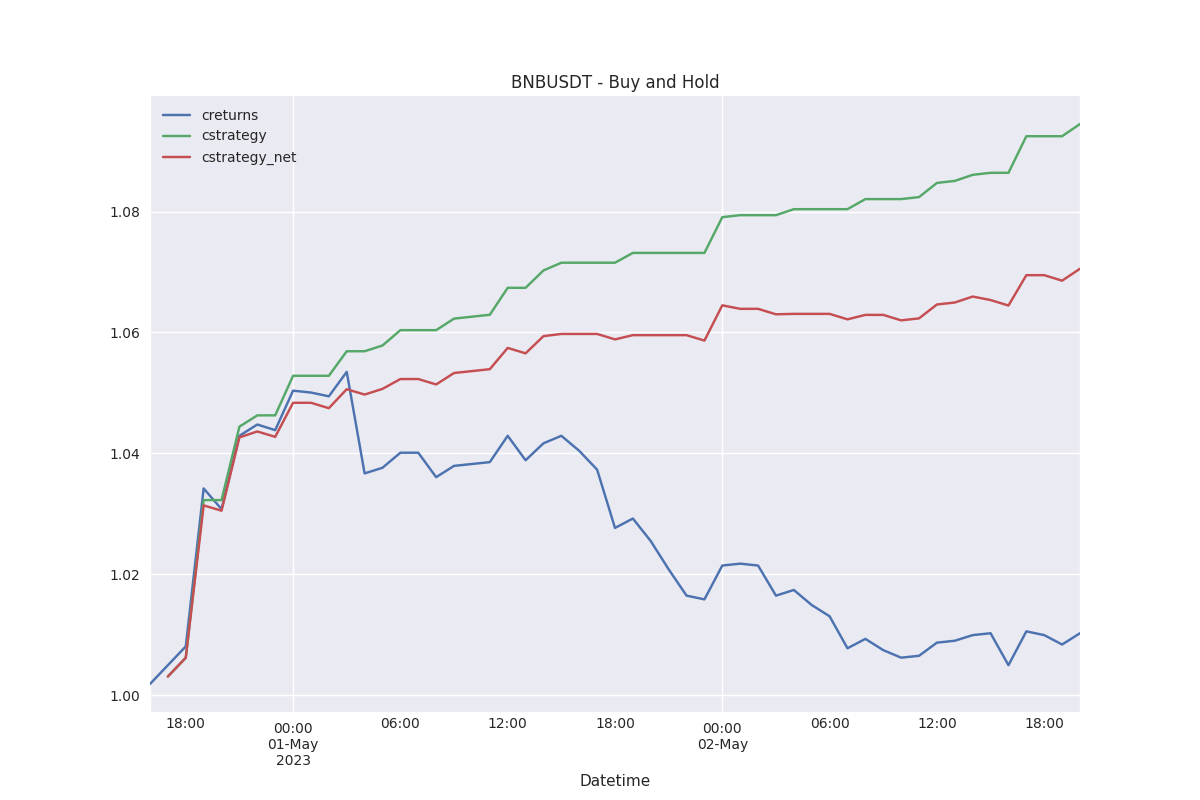 BNBUSDT - Buy and Hold
creturns
cstrategy
cstrategy_net
1.08
1.06
1.04
1.02
1.00
18:00
00:00
01-May
2023
06:00
12:00
18:00
00:00
02-May
06:00
12:00
18:00
Datetime